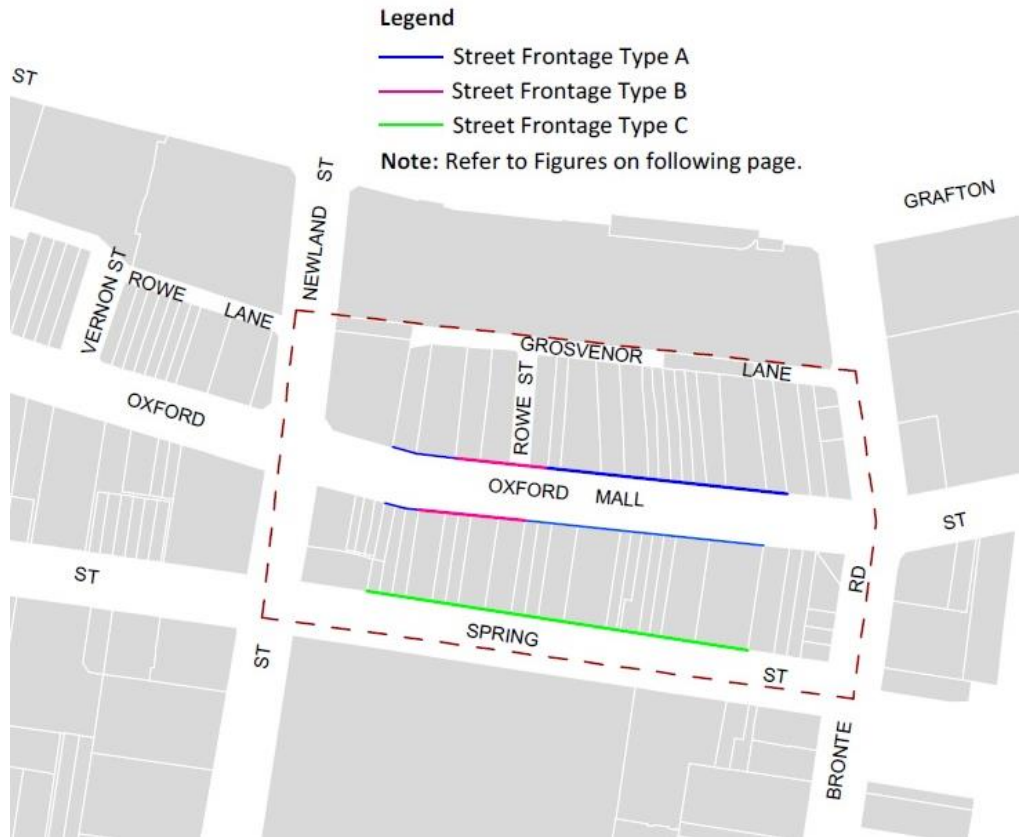 Legend
Street Frontage Type A
Street Frontage Type B
Street Frontage Type C
Note: Refer to Figures on following page.
ST
NEWLAND ST
GRAFTON
VERNON ST
ROWE LANE
GROSVENOR LANE
ROWE ST
OXFORD
OXFORD MALL
ST
ST
SPRING ST
RD
ST
BRONTE